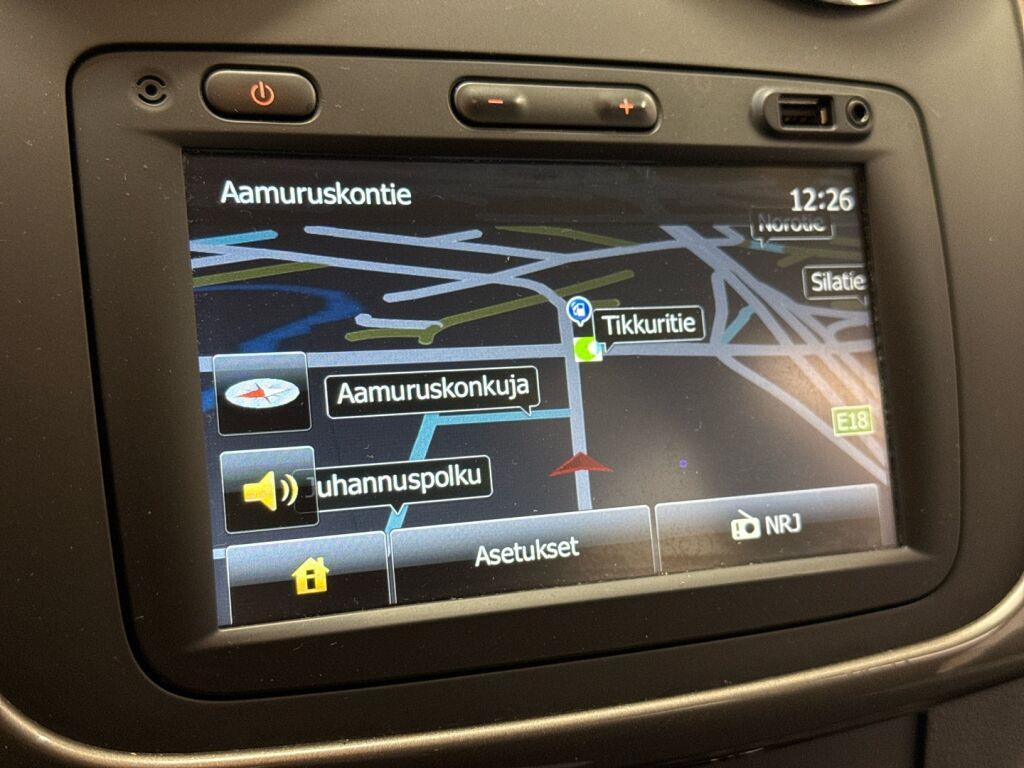 Aamuruskontie
12:26
Norotie
Silatie
Tikkuritie
Aamuruskonkuja
E18
Juhannuspolku
Asetukset
NRJ